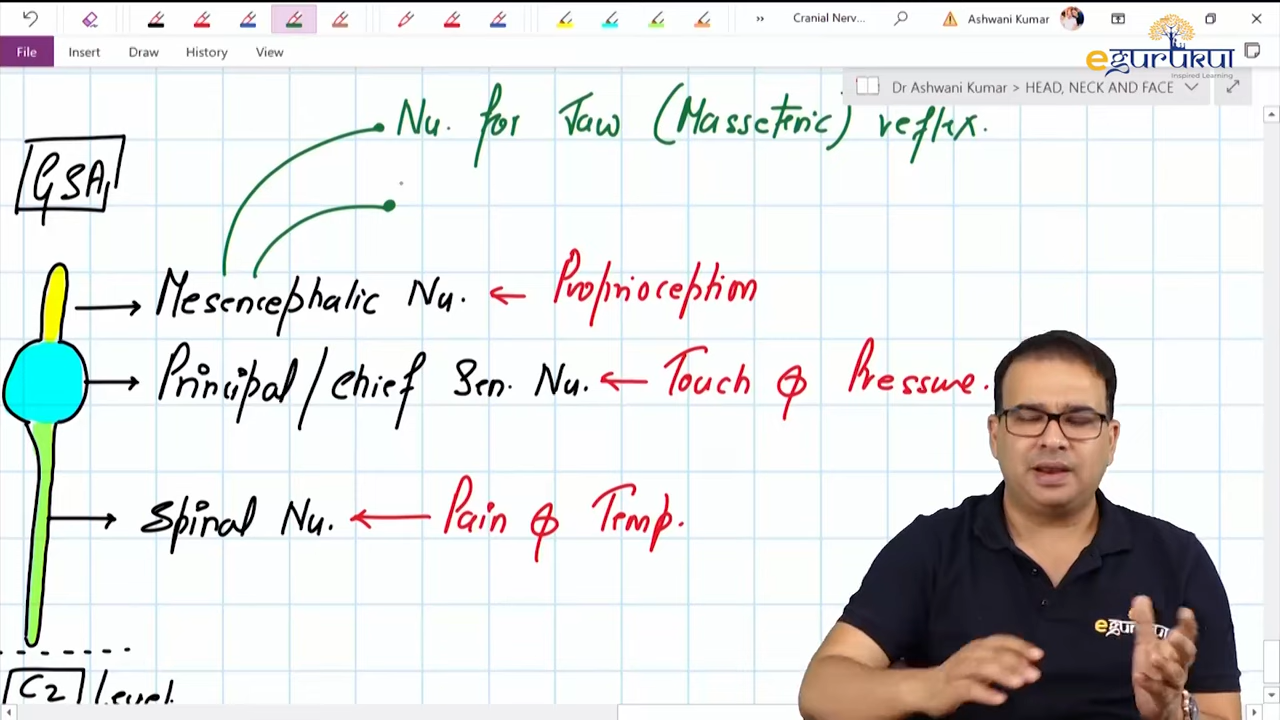 Cranial Nerv...
Ashwani Kumar
egurukul
Inspired Learning
File Insert Draw History View
Dr Ashwani Kumar > HEAD, NECK AND FACE
Nu. for Jaw (Masseteric) reflex.
GSA
Mesencephalic Nu. ← Proprioception
Principal/Chief Sen. Nu. ← Touch & Pressure.
Spinal Nu. ← Pain & Temp.
egurukul
C2 level